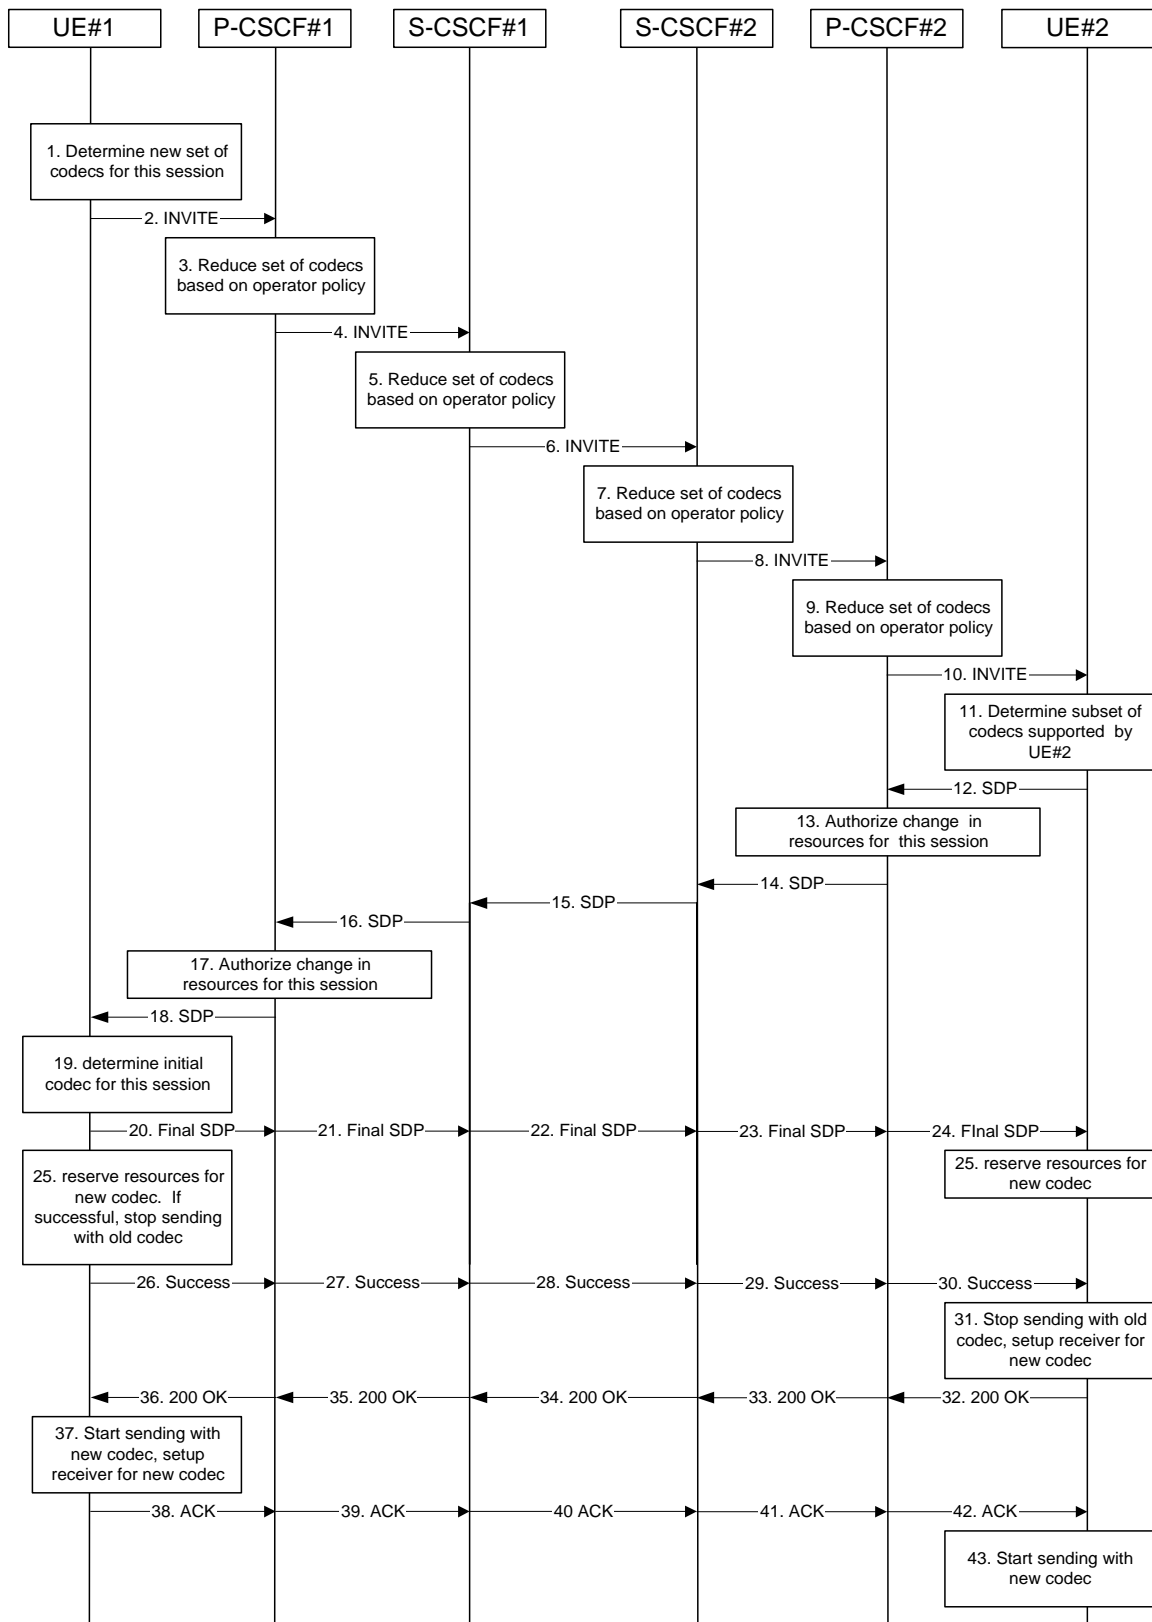 UE#1
P-CSCF#1
S-CSCF#1
S-CSCF#2
P-CSCF#2
UE#2
1. Determine new set of
codecs for this session
2. INVITE
3. Reduce set of codecs
based on operator policy
4. INVITE
5. Reduce set of codecs
based on operator policy
6. INVITE
7. Reduce set of codecs
based on operator policy
8. INVITE
9. Reduce set of codecs
based on operator policy
10. INVITE
11. Determine subset of
codecs supported by
UE#2
12. SDP
13. Authorize change in
resources for this session
14. SDP
15. SDP
16. SDP
17. Authorize change in
resources for this session
18. SDP
19. determine initial
codec for this session
20. Final SDP
21. Final SDP
22. Final SDP
23. Final SDP
24. FInal SDP
25. reserve resources for
new codec. If
successful, stop sending
with old codec
25. reserve resources for
new codec
26. Success
27. Success
28. Success
29. Success
30. Success
31. Stop sending with old
codec, setup receiver for
new codec
36. 200 OK
35. 200 OK
34. 200 OK
33. 200 OK
32. 200 OK
37. Start sending with
new codec, setup
receiver for new codec
38. ACK
39. ACK
40 ACK
41. ACK
42. ACK
43. Start sending with
new codec